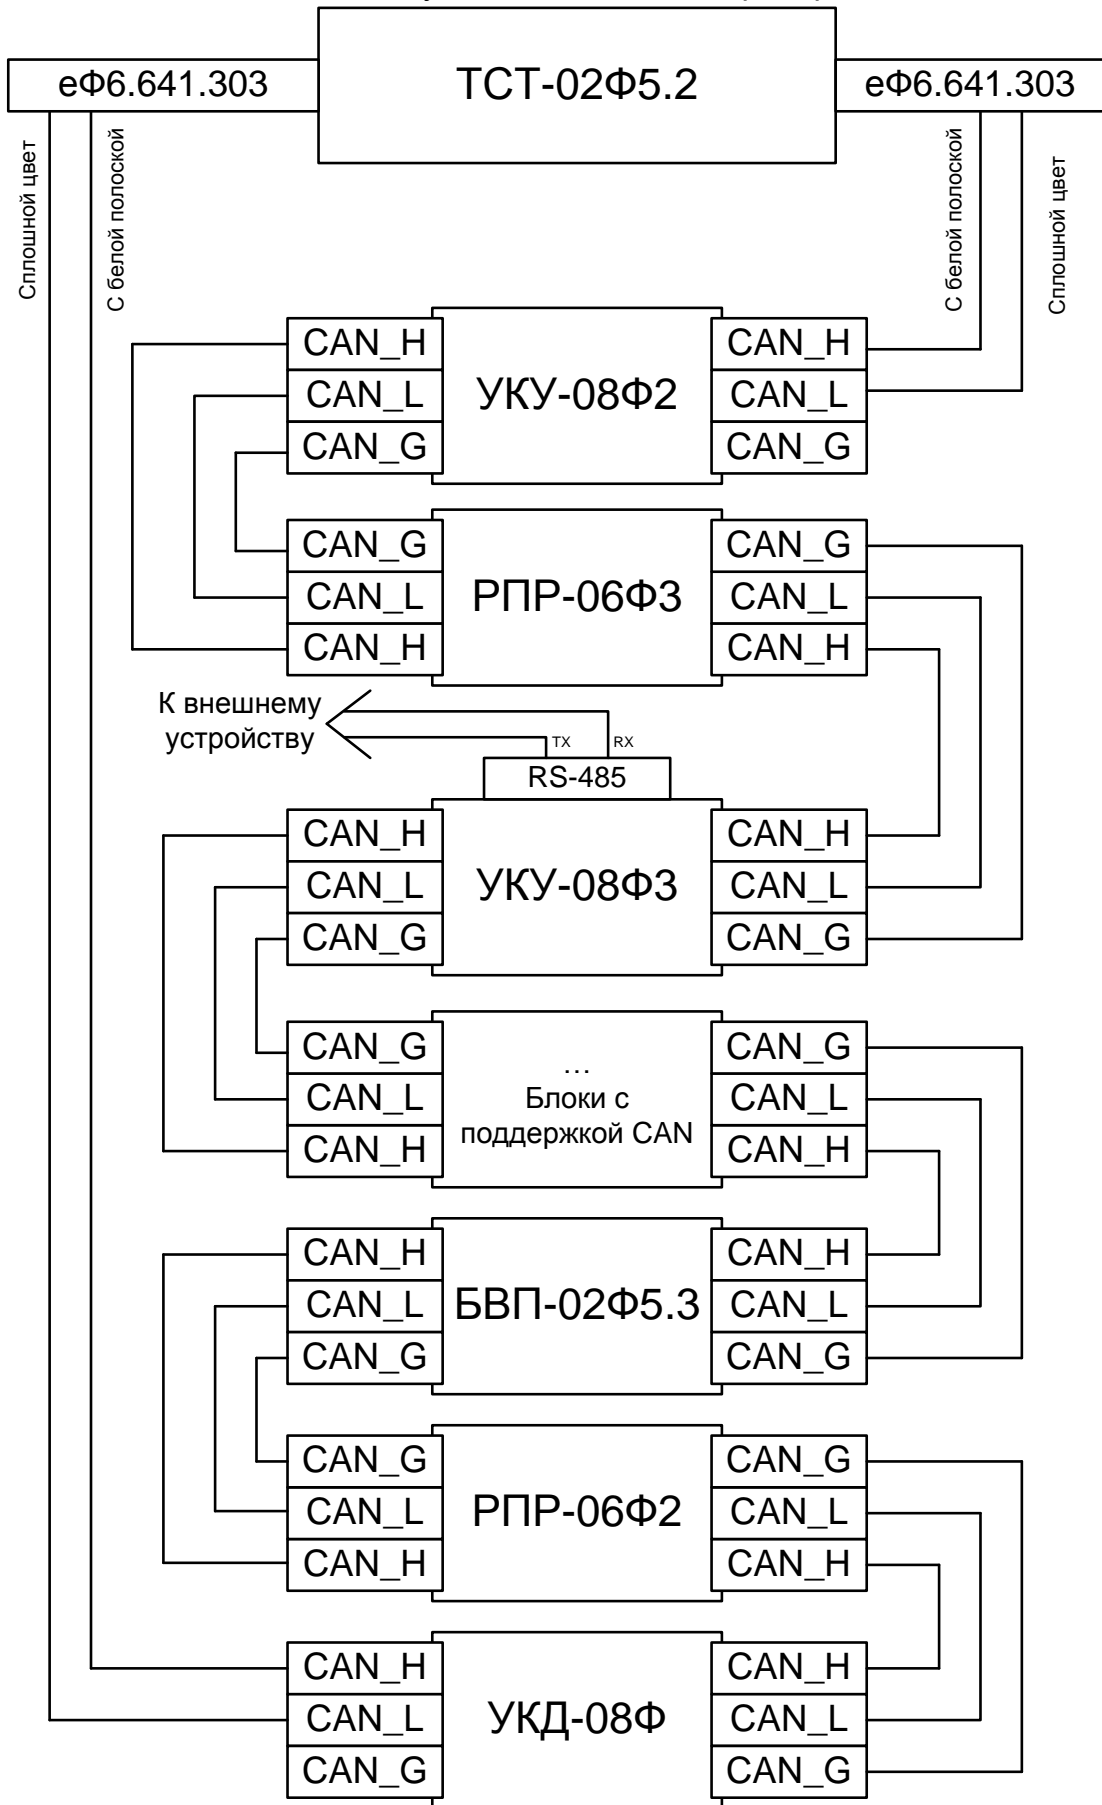 еФ6.641.303
ТСТ-02Ф5.2
еФ6.641.303
Сплошной цвет
С белой полоской
С белой полоской
Сплошной цвет
CAN_H
CAN_L
CAN_G
УКУ-08Ф2
CAN_H
CAN_L
CAN_G
CAN_G
CAN_L
CAN_H
РПР-06Ф3
CAN_G
CAN_L
CAN_H
К внешнему
устройству
TX
RX
RS-485
CAN_H
CAN_L
CAN_G
УКУ-08Ф3
CAN_H
CAN_L
CAN_G
CAN_G
CAN_L
CAN_H
...
Блоки с
поддержкой CAN
CAN_G
CAN_L
CAN_H
CAN_H
CAN_L
CAN_G
БВП-02Ф5.3
CAN_H
CAN_L
CAN_G
CAN_G
CAN_L
CAN_H
РПР-06Ф2
CAN_G
CAN_L
CAN_H
CAN_H
CAN_L
CAN_G
УКД-08Ф
CAN_H
CAN_L
CAN_G